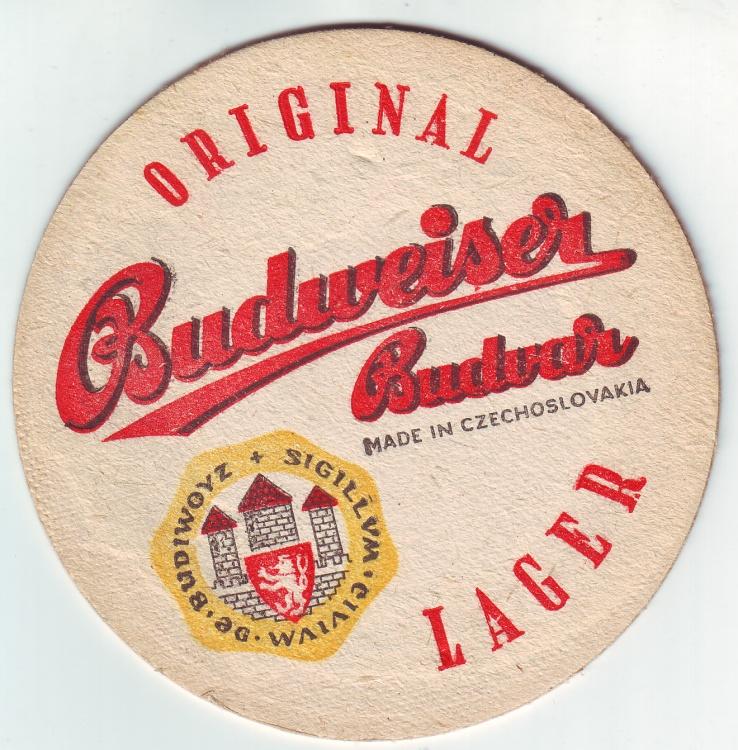 ORIGINAL
Budweiser
Budvar
MADE IN CZECHOSLOVAKIA
+ SIGILLVM · CIVIVM · DE · BUDIWOYZ
LAGER